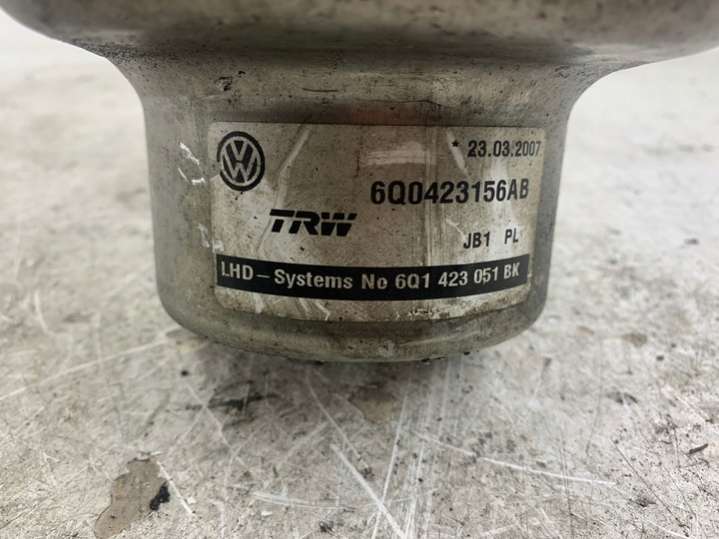 * 23.03.2007
6Q0423156AB
TRW
JB1 PL
LHD - Systems No 6Q1 423 051 BK